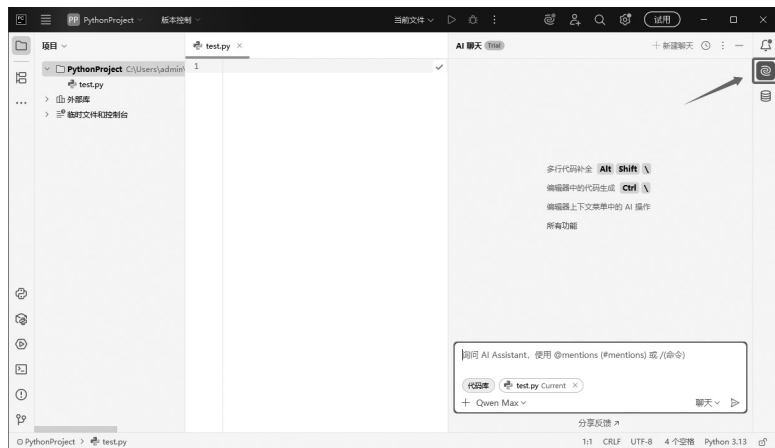 PC PP PythonProject 版本控制 当前文件 试用
项目 test.py × AI 聊天 Trial + 新建聊天
PythonProject C:\Users\admin\ 1
test.py
外部库
临时文件和控制台
多行代码补全 Alt Shift \
编辑器中的代码生成 Ctrl \
编辑器上下文菜单中的 AI 操作
所有功能
询问 AI Assistant，使用 @mentions (#mentions) 或 /(命令)
代码库 test.py Current ×
+ Qwen Max 聊天
分享反馈 ↗
PythonProject > test.py 1:1 CRLF UTF-8 4 个空格 Python 3.13